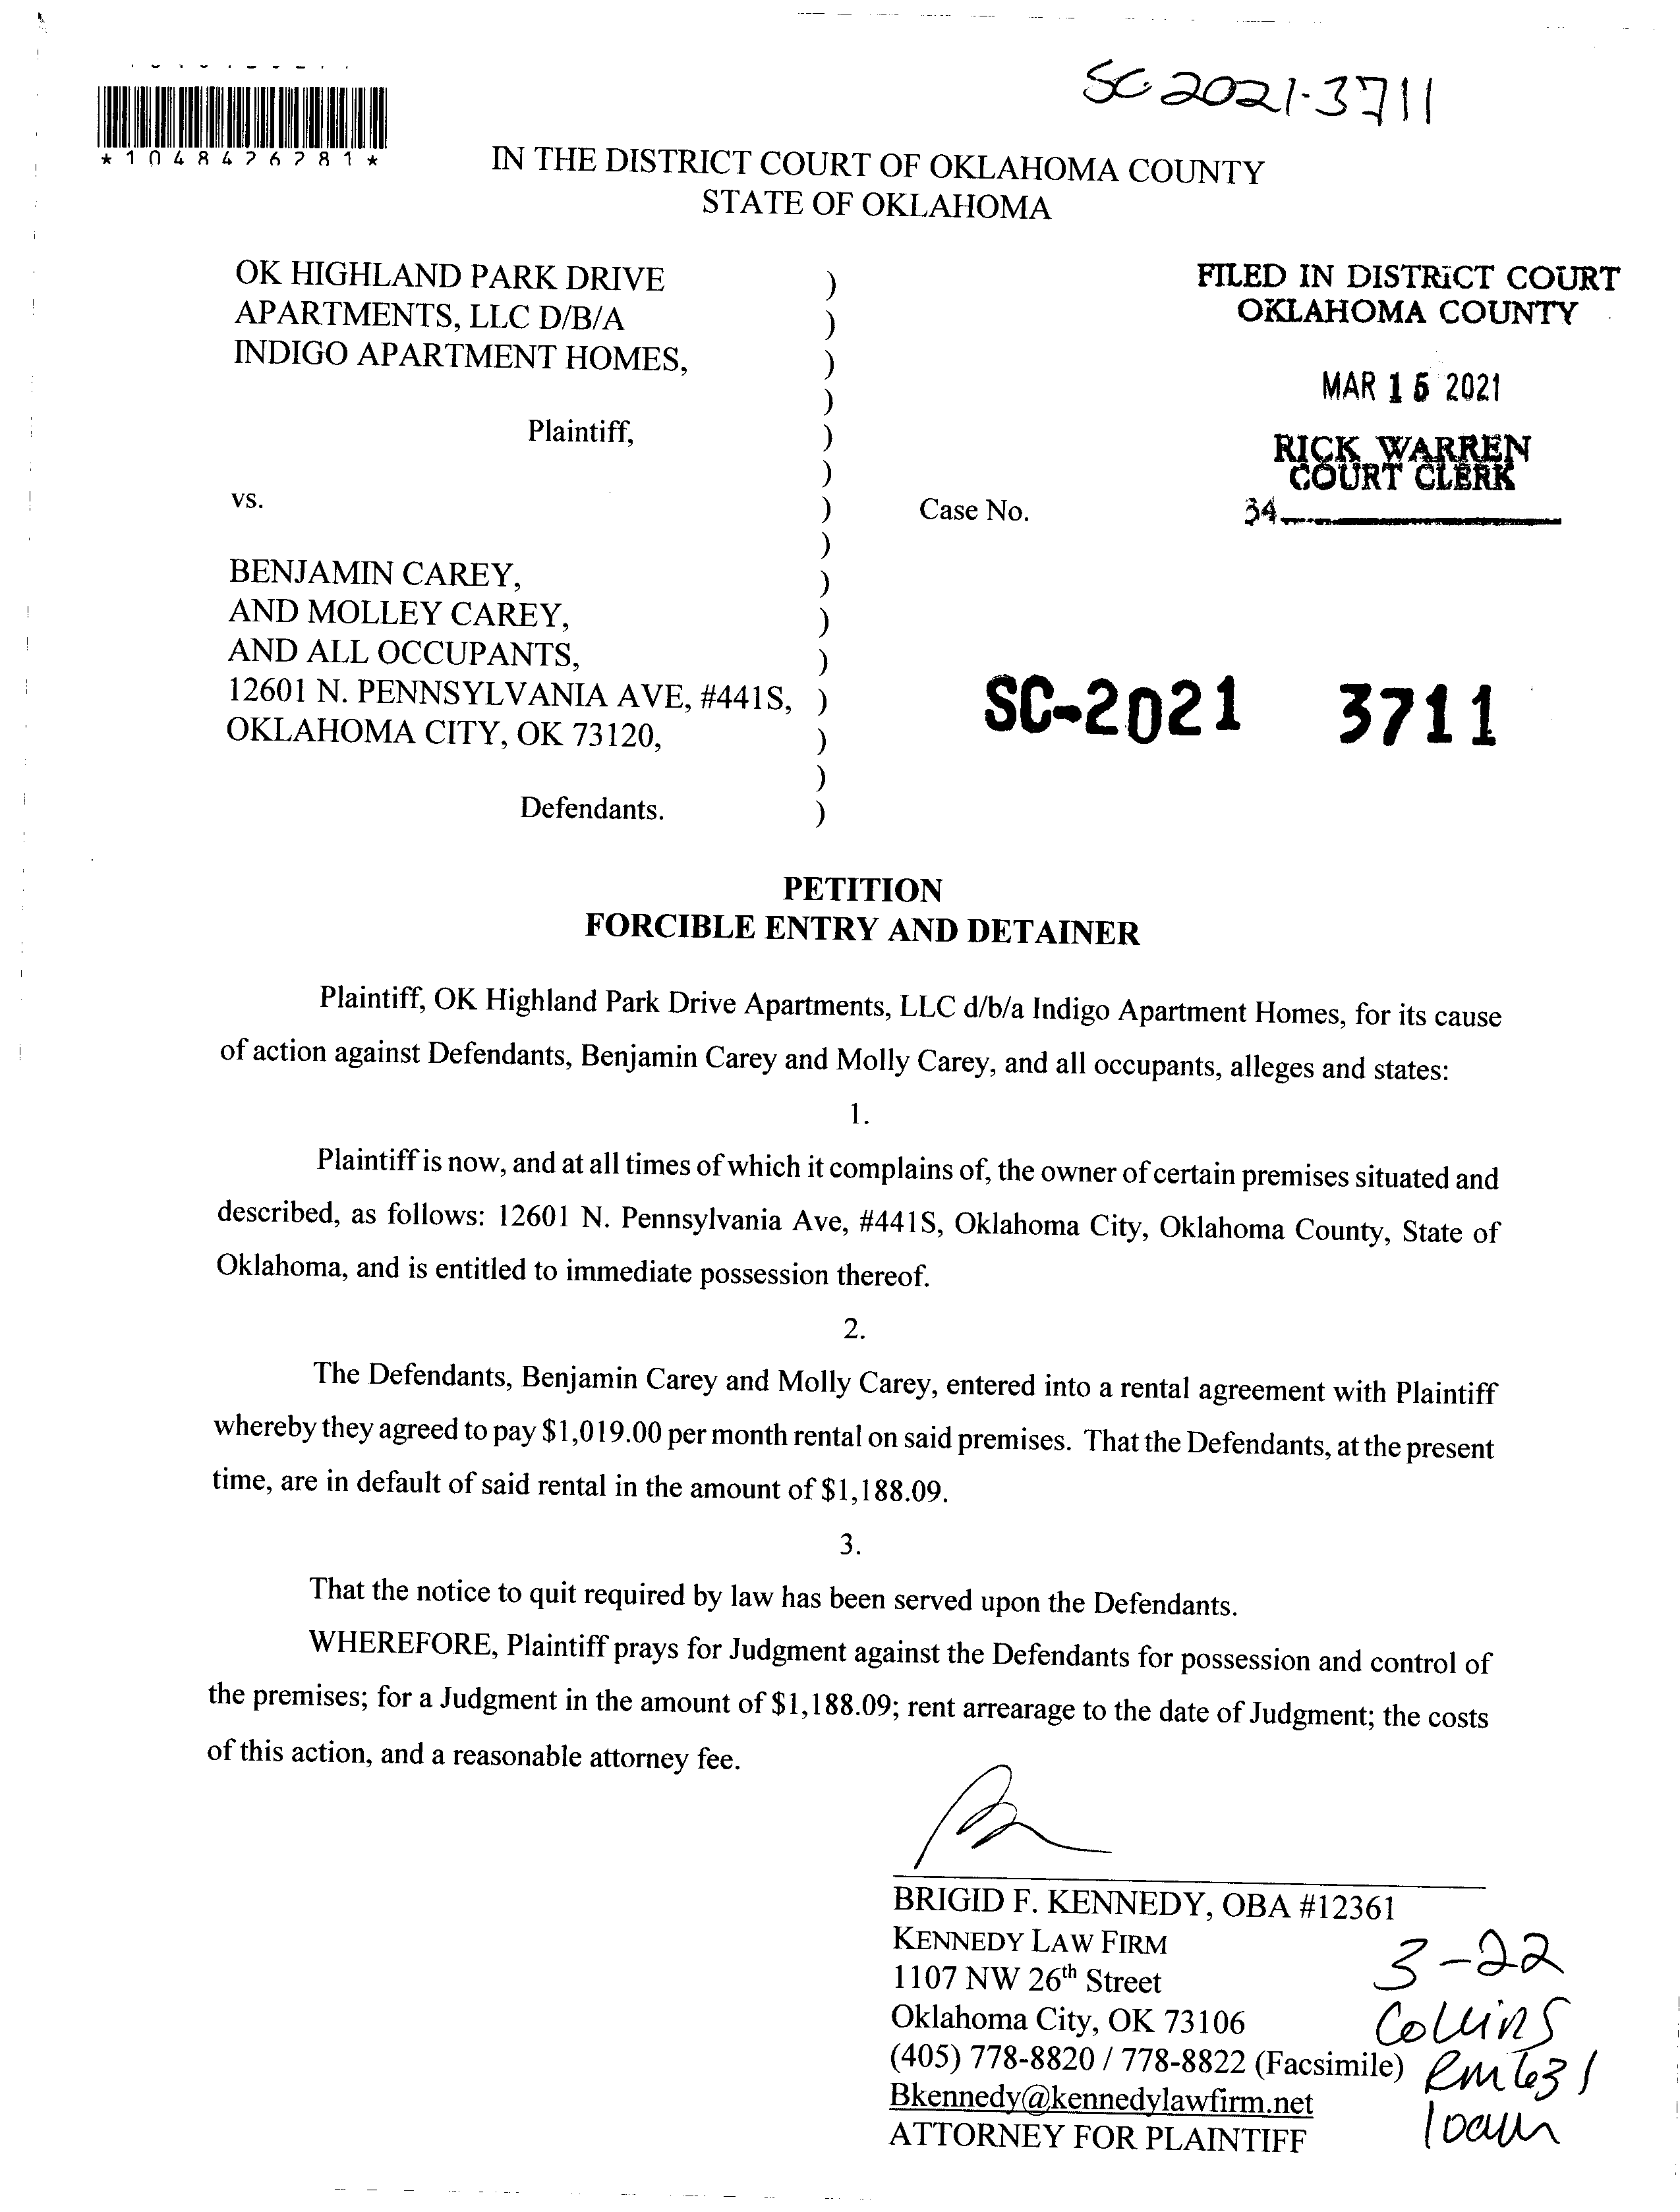 SC-2021-3711
*1048426281*
IN THE DISTRICT COURT OF OKLAHOMA COUNTY
STATE OF OKLAHOMA
OK HIGHLAND PARK DRIVE )
APARTMENTS, LLC D/B/A )
INDIGO APARTMENT HOMES, )
)
Plaintiff, )
)
vs. ) Case No.
)
BENJAMIN CAREY, )
AND MOLLEY CAREY, )
AND ALL OCCUPANTS, )
12601 N. PENNSYLVANIA AVE, #441S, )
OKLAHOMA CITY, OK 73120, )
)
Defendants. )
FILED IN DISTRICT COURT
OKLAHOMA COUNTY
MAR 15 2021
RICK WARREN
COURT CLERK
34
SC-2021 3711
PETITION
FORCIBLE ENTRY AND DETAINER
Plaintiff, OK Highland Park Drive Apartments, LLC d/b/a Indigo Apartment Homes, for its cause
of action against Defendants, Benjamin Carey and Molly Carey, and all occupants, alleges and states:
1.
Plaintiff is now, and at all times of which it complains of, the owner of certain premises situated and
described, as follows: 12601 N. Pennsylvania Ave, #441S, Oklahoma City, Oklahoma County, State of
Oklahoma, and is entitled to immediate possession thereof.
2.
The Defendants, Benjamin Carey and Molly Carey, entered into a rental agreement with Plaintiff
whereby they agreed to pay $1,019.00 per month rental on said premises. That the Defendants, at the present
time, are in default of said rental in the amount of $1,188.09.
3.
That the notice to quit required by law has been served upon the Defendants.
WHEREFORE, Plaintiff prays for Judgment against the Defendants for possession and control of
the premises; for a Judgment in the amount of $1,188.09; rent arrearage to the date of Judgment; the costs
of this action, and a reasonable attorney fee.
BRIGID F. KENNEDY, OBA #12361
KENNEDY LAW FIRM
1107 NW 26th Street
Oklahoma City, OK 73106
(405) 778-8820 / 778-8822 (Facsimile)
Bkennedy@kennedylawfirm.net
ATTORNEY FOR PLAINTIFF
3-22
Collins
RM 631
10am